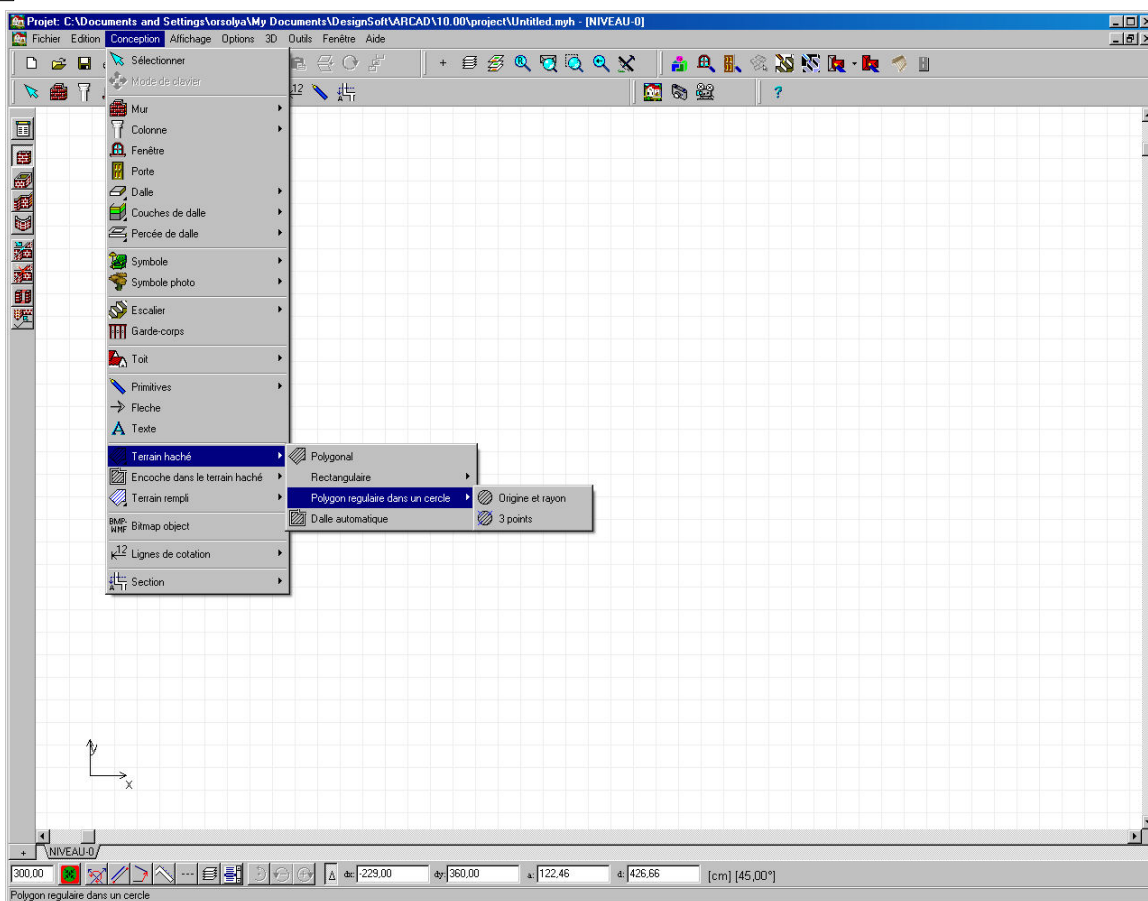 Projet: C:\Documents and Settings\orsolya\My Documents\DesignSoft\ARCAD\10.00\project\Untitled.myh - [NIVEAU-0]
Fichier Edition Conception Affichage Options 3D Outils Fenêtre Aide
Sélectionner
Mode de clavier
Mur
Colonne
Fenêtre
Porte
Dalle
Couches de dalle
Percée de dalle
Symbole
Symbole photo
Escalier
Garde-corps
Toit
Primitives
Fleche
Texte
Terrain haché
Encoche dans le terrain haché
Terrain rempli
BMP: WMF Bitmap object
12 Lignes de cotation
Section
Polygonal
Rectangulaire
Polygon regulaire dans un cercle
Dalle automatique
Origine et rayon
3 points
y
x
NIVEAU-0
300,00 dx: -229,00 dy: 360,00 a: 122,46 d: 426,66 [cm] [45,00°]
Polygon regulaire dans un cercle